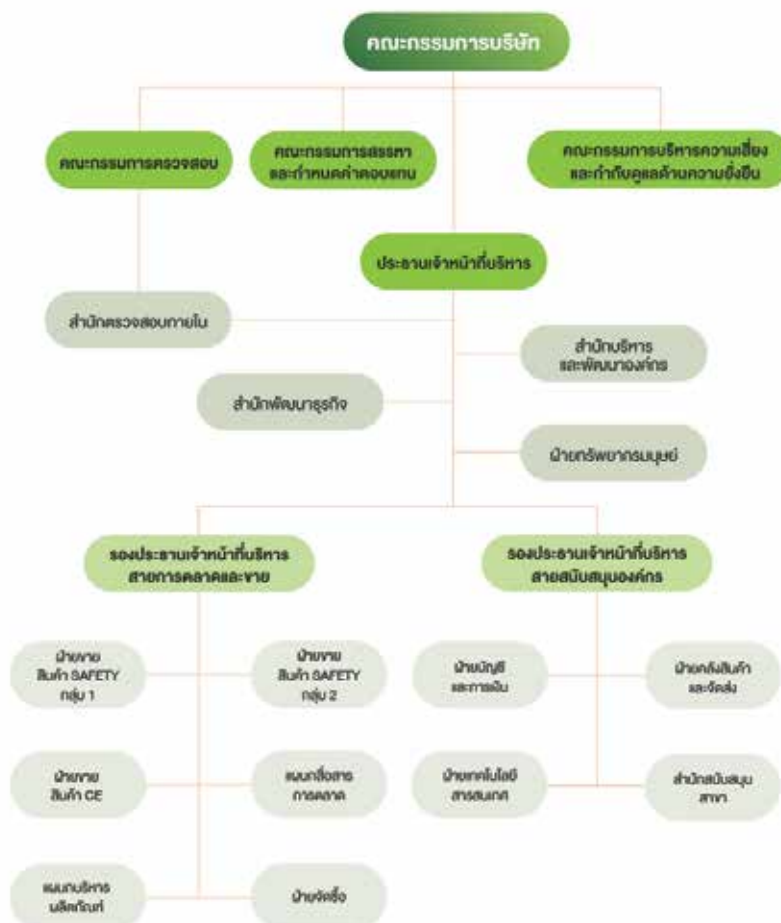 คณะกรรมการบริษัท
คณะกรรมการตรวจสอบ
คณะกรรมการสรรหา
และกำหนดค่าตอบแทน
คณะกรรมการบริหารความเสี่ยง
และกำกับดูแลด้านความยั่งยืน
ประธานเจ้าหน้าที่บริหาร
สำนักตรวจสอบภายใน
สำนักบริหาร
และพัฒนาองค์กร
สำนักพัฒนาธุรกิจ
ฝ่ายทรัพยากรมนุษย์
รองประธานเจ้าหน้าที่บริหาร
สายการตลาดและขาย
รองประธานเจ้าหน้าที่บริหาร
สายสนับสนุนองค์กร
ฝ่ายขาย
สินค้า SAFETY
กลุ่ม 1
ฝ่ายขาย
สินค้า SAFETY
กลุ่ม 2
ฝ่ายบัญชี
และการเงิน
ฝ่ายคลังสินค้า
และจัดส่ง
ฝ่ายขาย
สินค้า CE
แผนกสื่อสาร
การตลาด
ฝ่ายเทคโนโลยี
สารสนเทศ
สำนักสนับสนุน
สาขา
แผนกบริหาร
ผลิตภัณฑ์
ฝ่ายจัดซื้อ